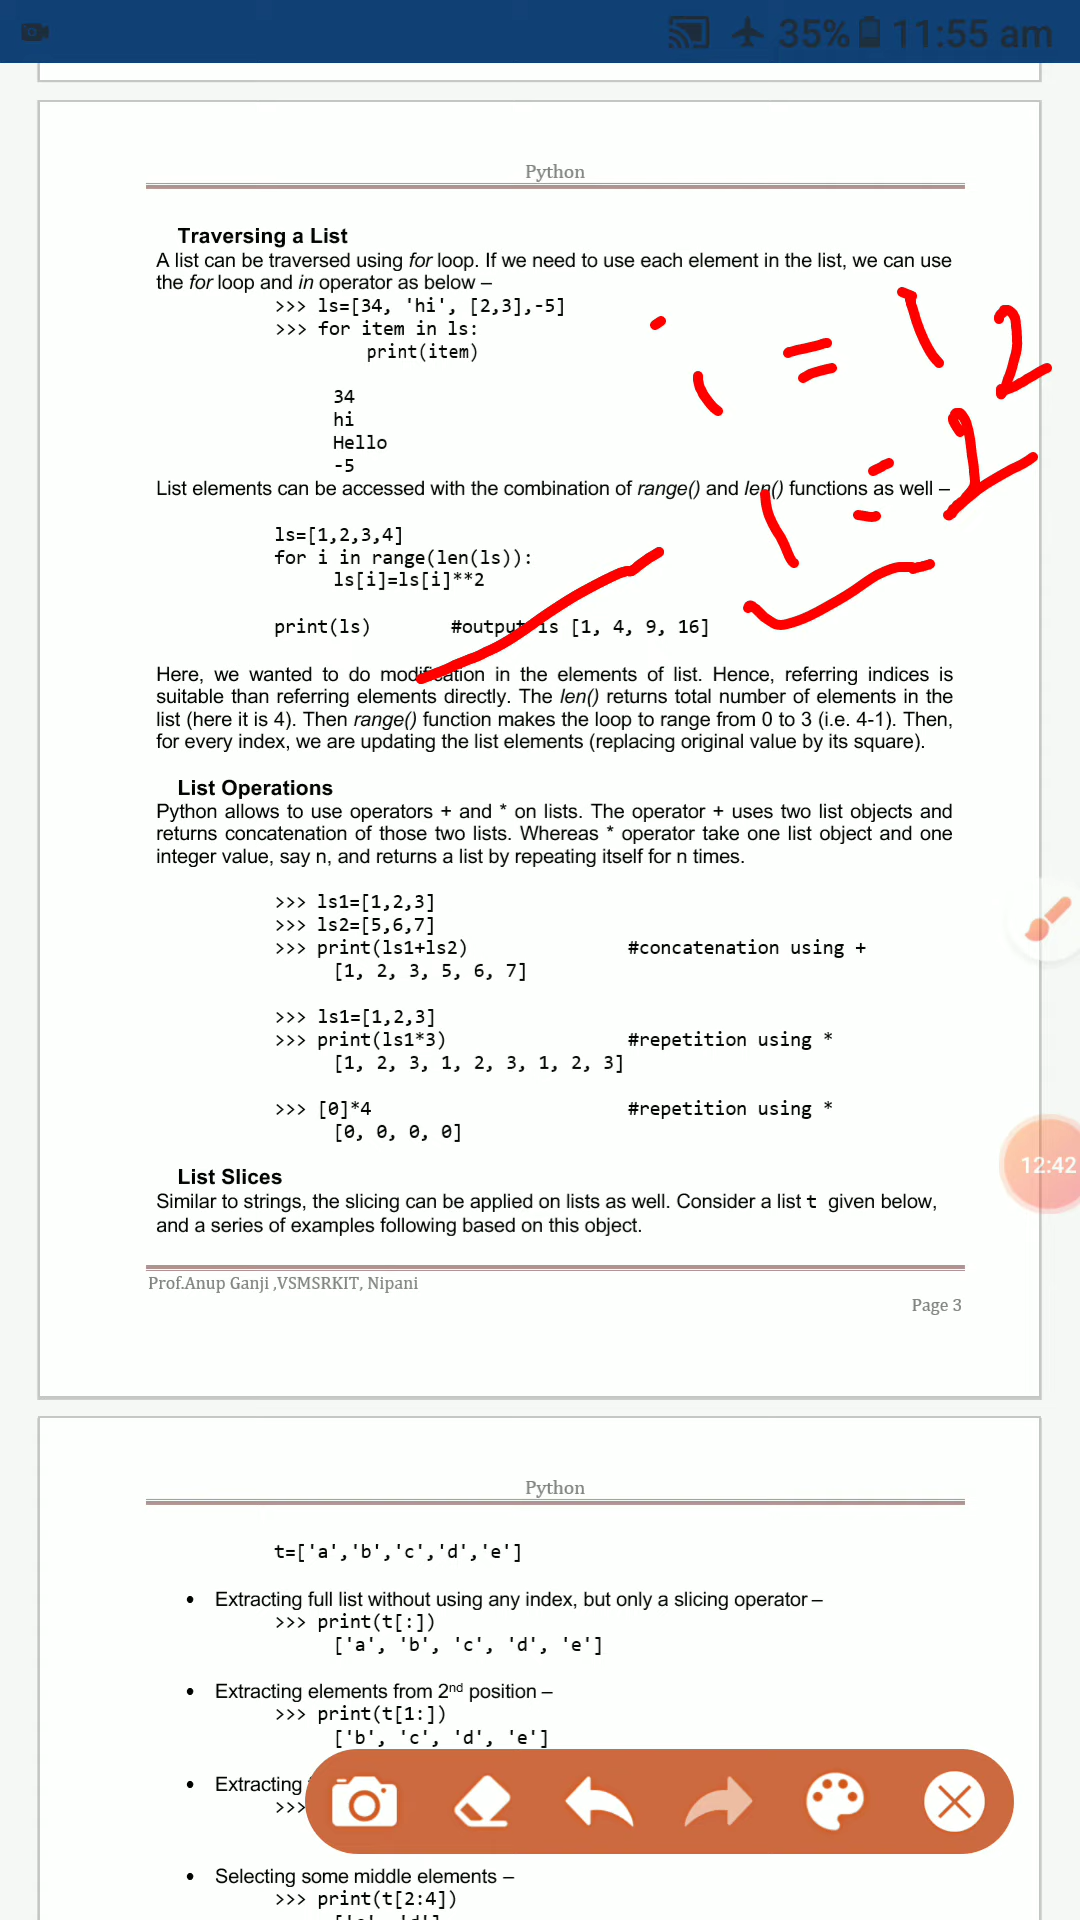 35% 11:55 am
Python
Traversing a List
A list can be traversed using for loop. If we need to use each element in the list, we can use
the for loop and in operator as below –
>>> ls=[34, 'hi', [2,3],-5]
>>> for item in ls:
print(item)
34
hi
Hello
-5
List elements can be accessed with the combination of range() and len() functions as well –
ls=[1,2,3,4]
for i in range(len(ls)):
ls[i]=ls[i]**2
print(ls) #output is [1, 4, 9, 16]
Here, we wanted to do modification in the elements of list. Hence, referring indices is
suitable than referring elements directly. The len() returns total number of elements in the
list (here it is 4). Then range() function makes the loop to range from 0 to 3 (i.e. 4-1). Then,
for every index, we are updating the list elements (replacing original value by its square).
List Operations
Python allows to use operators + and * on lists. The operator + uses two list objects and
returns concatenation of those two lists. Whereas * operator take one list object and one
integer value, say n, and returns a list by repeating itself for n times.
>>> ls1=[1,2,3]
>>> ls2=[5,6,7]
>>> print(ls1+ls2) #concatenation using +
[1, 2, 3, 5, 6, 7]
>>> ls1=[1,2,3]
>>> print(ls1*3) #repetition using *
[1, 2, 3, 1, 2, 3, 1, 2, 3]
>>> [0]*4 #repetition using *
[0, 0, 0, 0]
12:42
List Slices
Similar to strings, the slicing can be applied on lists as well. Consider a list t given below,
and a series of examples following based on this object.
Prof.Anup Ganji ,VSMSRKIT, Nipani
Page 3
Python
t=['a','b','c','d','e']
• Extracting full list without using any index, but only a slicing operator –
>>> print(t[:])
['a', 'b', 'c', 'd', 'e']
• Extracting elements from 2nd position –
>>> print(t[1:])
['b', 'c', 'd', 'e']
• Extracting
>>>
• Selecting some middle elements –
>>> print(t[2:4])